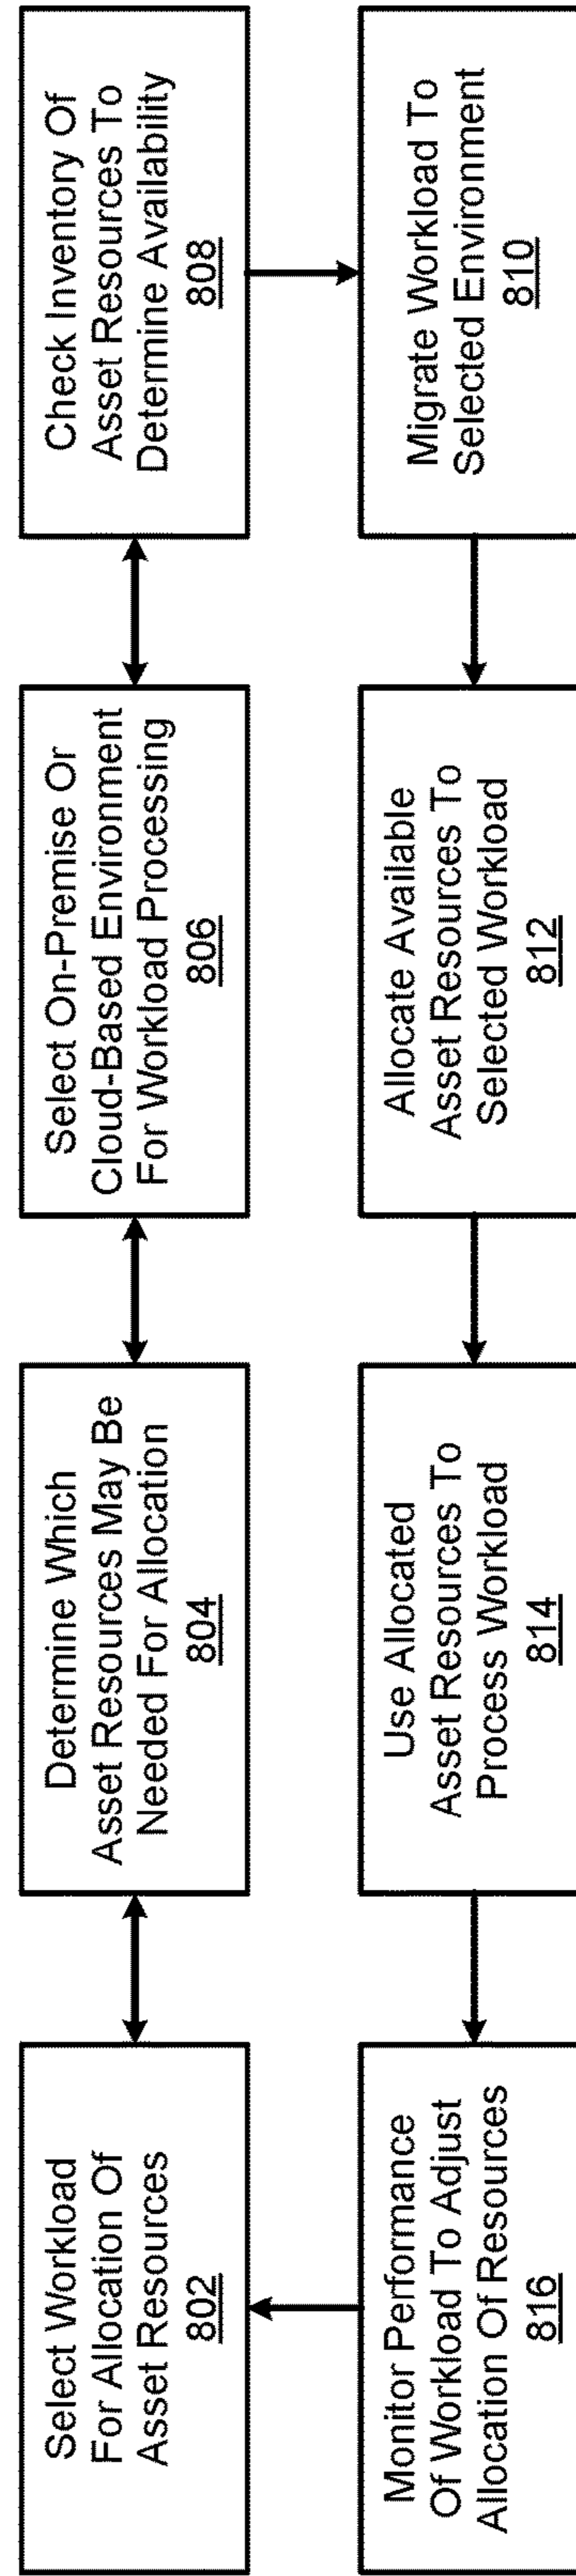 Select Workload
For Allocation Of
Asset Resources
802
Determine Which
Asset Resources May Be
Needed For Allocation
804
Select On-Premise Or
Cloud-Based Environment
For Workload Processing
806
Check Inventory Of
Asset Resources To
Determine Availability
808
Migrate Workload To
Selected Environment
810
Allocate Available
Asset Resources To
Selected Workload
812
Use Allocated
Asset Resources To
Process Workload
814
Monitor Performance
Of Workload To Adjust
Allocation Of Resources
816